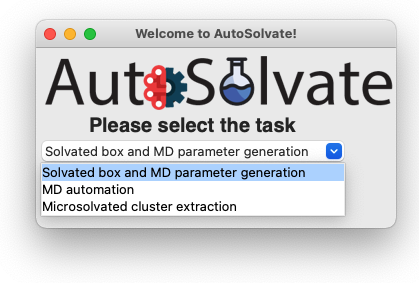 Welcome to AutoSolvate!
AutoSolvate
Please select the task
Solvated box and MD parameter generation
Solvated box and MD parameter generation
MD automation
Microsolvated cluster extraction